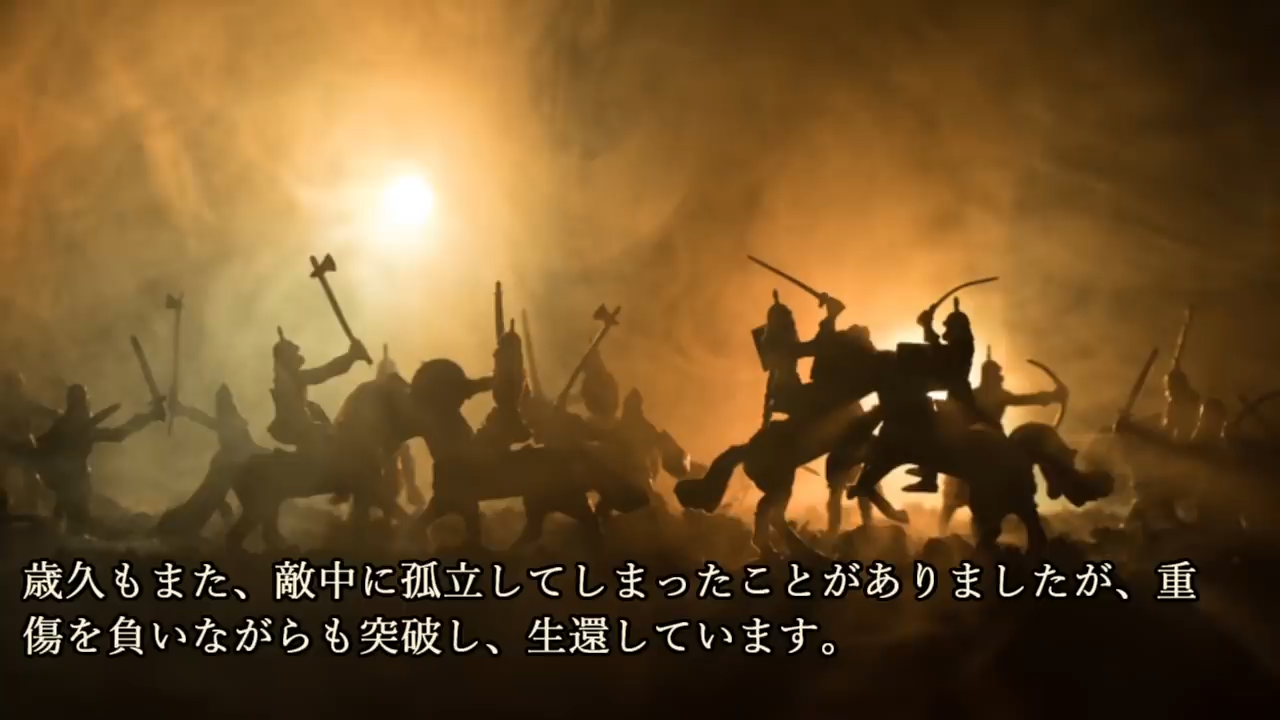 歳久もまた、敵中に孤立してしまったことがありましたが、重
傷を負いながらも突破し、生還しています。